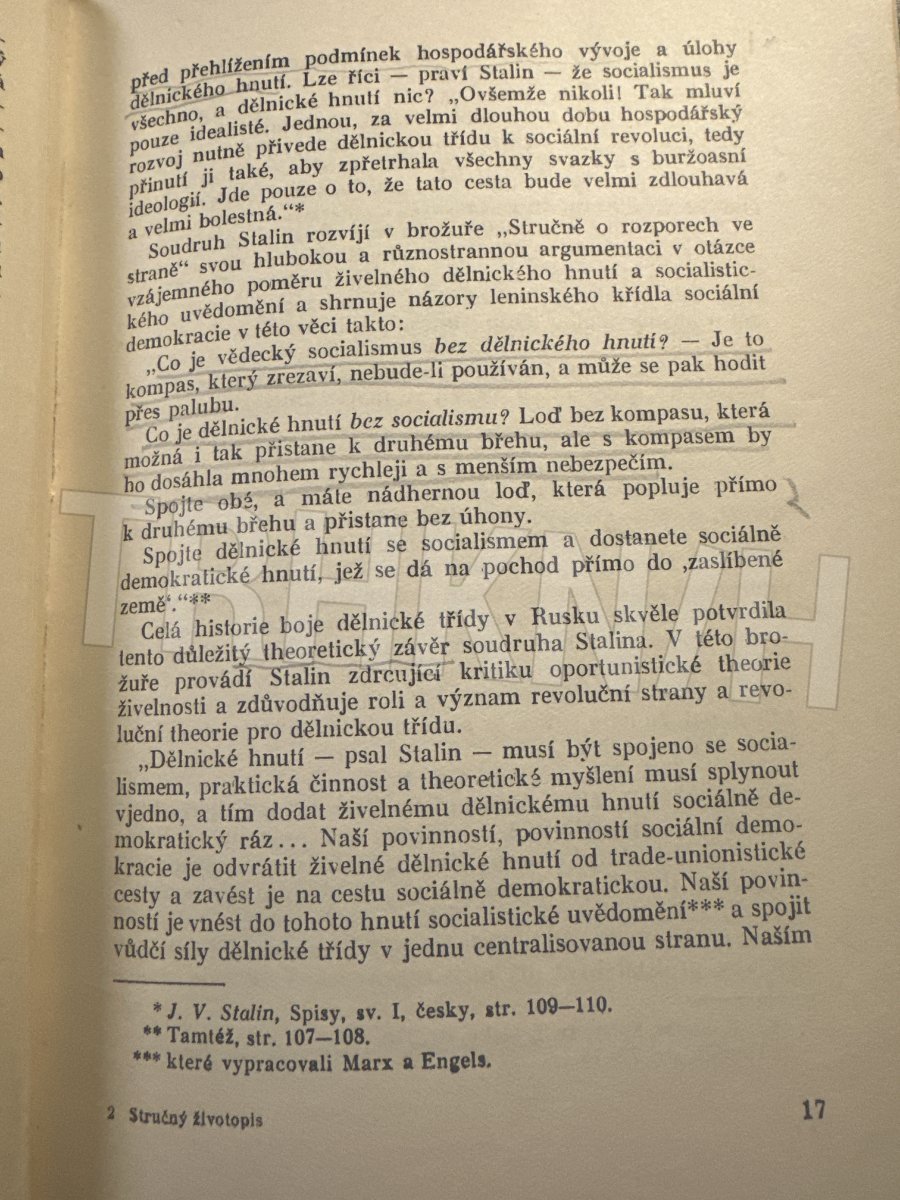 před přehlížením podmínek hospodářského vývoje a úlohy
dělnického hnutí. Lze říci — praví Stalin — že socialismus je
všechno, a dělnické hnutí nic? „Ovšemže nikoli! Tak mluví
pouze idealisté. Jednou, za velmi dlouhou dobu hospodářský
rozvoj nutně přivede dělnickou třídu k sociální revoluci, tedy
přinutí ji také, aby zpřetrhala všechny svazky s buržoasní
ideologií. Jde pouze o to, že tato cesta bude velmi zdlouhavá
a velmi bolestná.“*
Soudruh Stalin rozvíjí v brožuře „Stručně o rozporech ve
straně“ svou hlubokou a různostrannou argumentaci v otázce
vzájemného poměru živelného dělnického hnutí a socialistic-
kého uvědomění a shrnuje názory leninského křídla sociální
demokracie v této věci takto:
„Co je vědecký socialismus bez dělnického hnutí? — Je to
kompas, který zrezaví, nebude-li používán, a může se pak hodit
přes palubu.
Co je dělnické hnutí bez socialismu? Loď bez kompasu, která
možná i tak přistane k druhému břehu, ale s kompasem by
ho dosáhla mnohem rychleji a s menším nebezpečím.
Spojte obé, a máte nádhernou loď, která popluje přímo
k druhému břehu a přistane bez úhony.
Spojte dělnické hnutí se socialismem a dostanete sociálně
demokratické hnutí, jež se dá na pochod přímo do ‚zaslíbené
země‘.“**
Celá historie boje dělnické třídy v Rusku skvěle potvrdila
tento důležitý theoretický závěr soudruha Stalina. V této bro-
žuře provádí Stalin zdrcující kritiku oportunistické theorie
živelnosti a zdůvodňuje roli a význam revoluční strany a revo-
luční theorie pro dělnickou třídu.
„Dělnické hnutí — psal Stalin — musí být spojeno se socia-
lismem, praktická činnost a theoretické myšlení musí splynout
vjedno, a tím dodat živelnému dělnickému hnutí sociálně de-
mokratický ráz... Naší povinností, povinností sociální demo-
kracie je odvrátit živelné dělnické hnutí od trade-unionistické
cesty a zavést je na cestu sociálně demokratickou. Naší povin-
ností je vnést do tohoto hnutí socialistické uvědomění*** a spojit
vůdčí síly dělnické třídy v jednu centralisovanou stranu. Naším
* J. V. Stalin, Spisy, sv. I, česky, str. 109—110.
** Tamtéž, str. 107—108.
*** které vypracovali Marx a Engels.
2 Stručný životopis
17